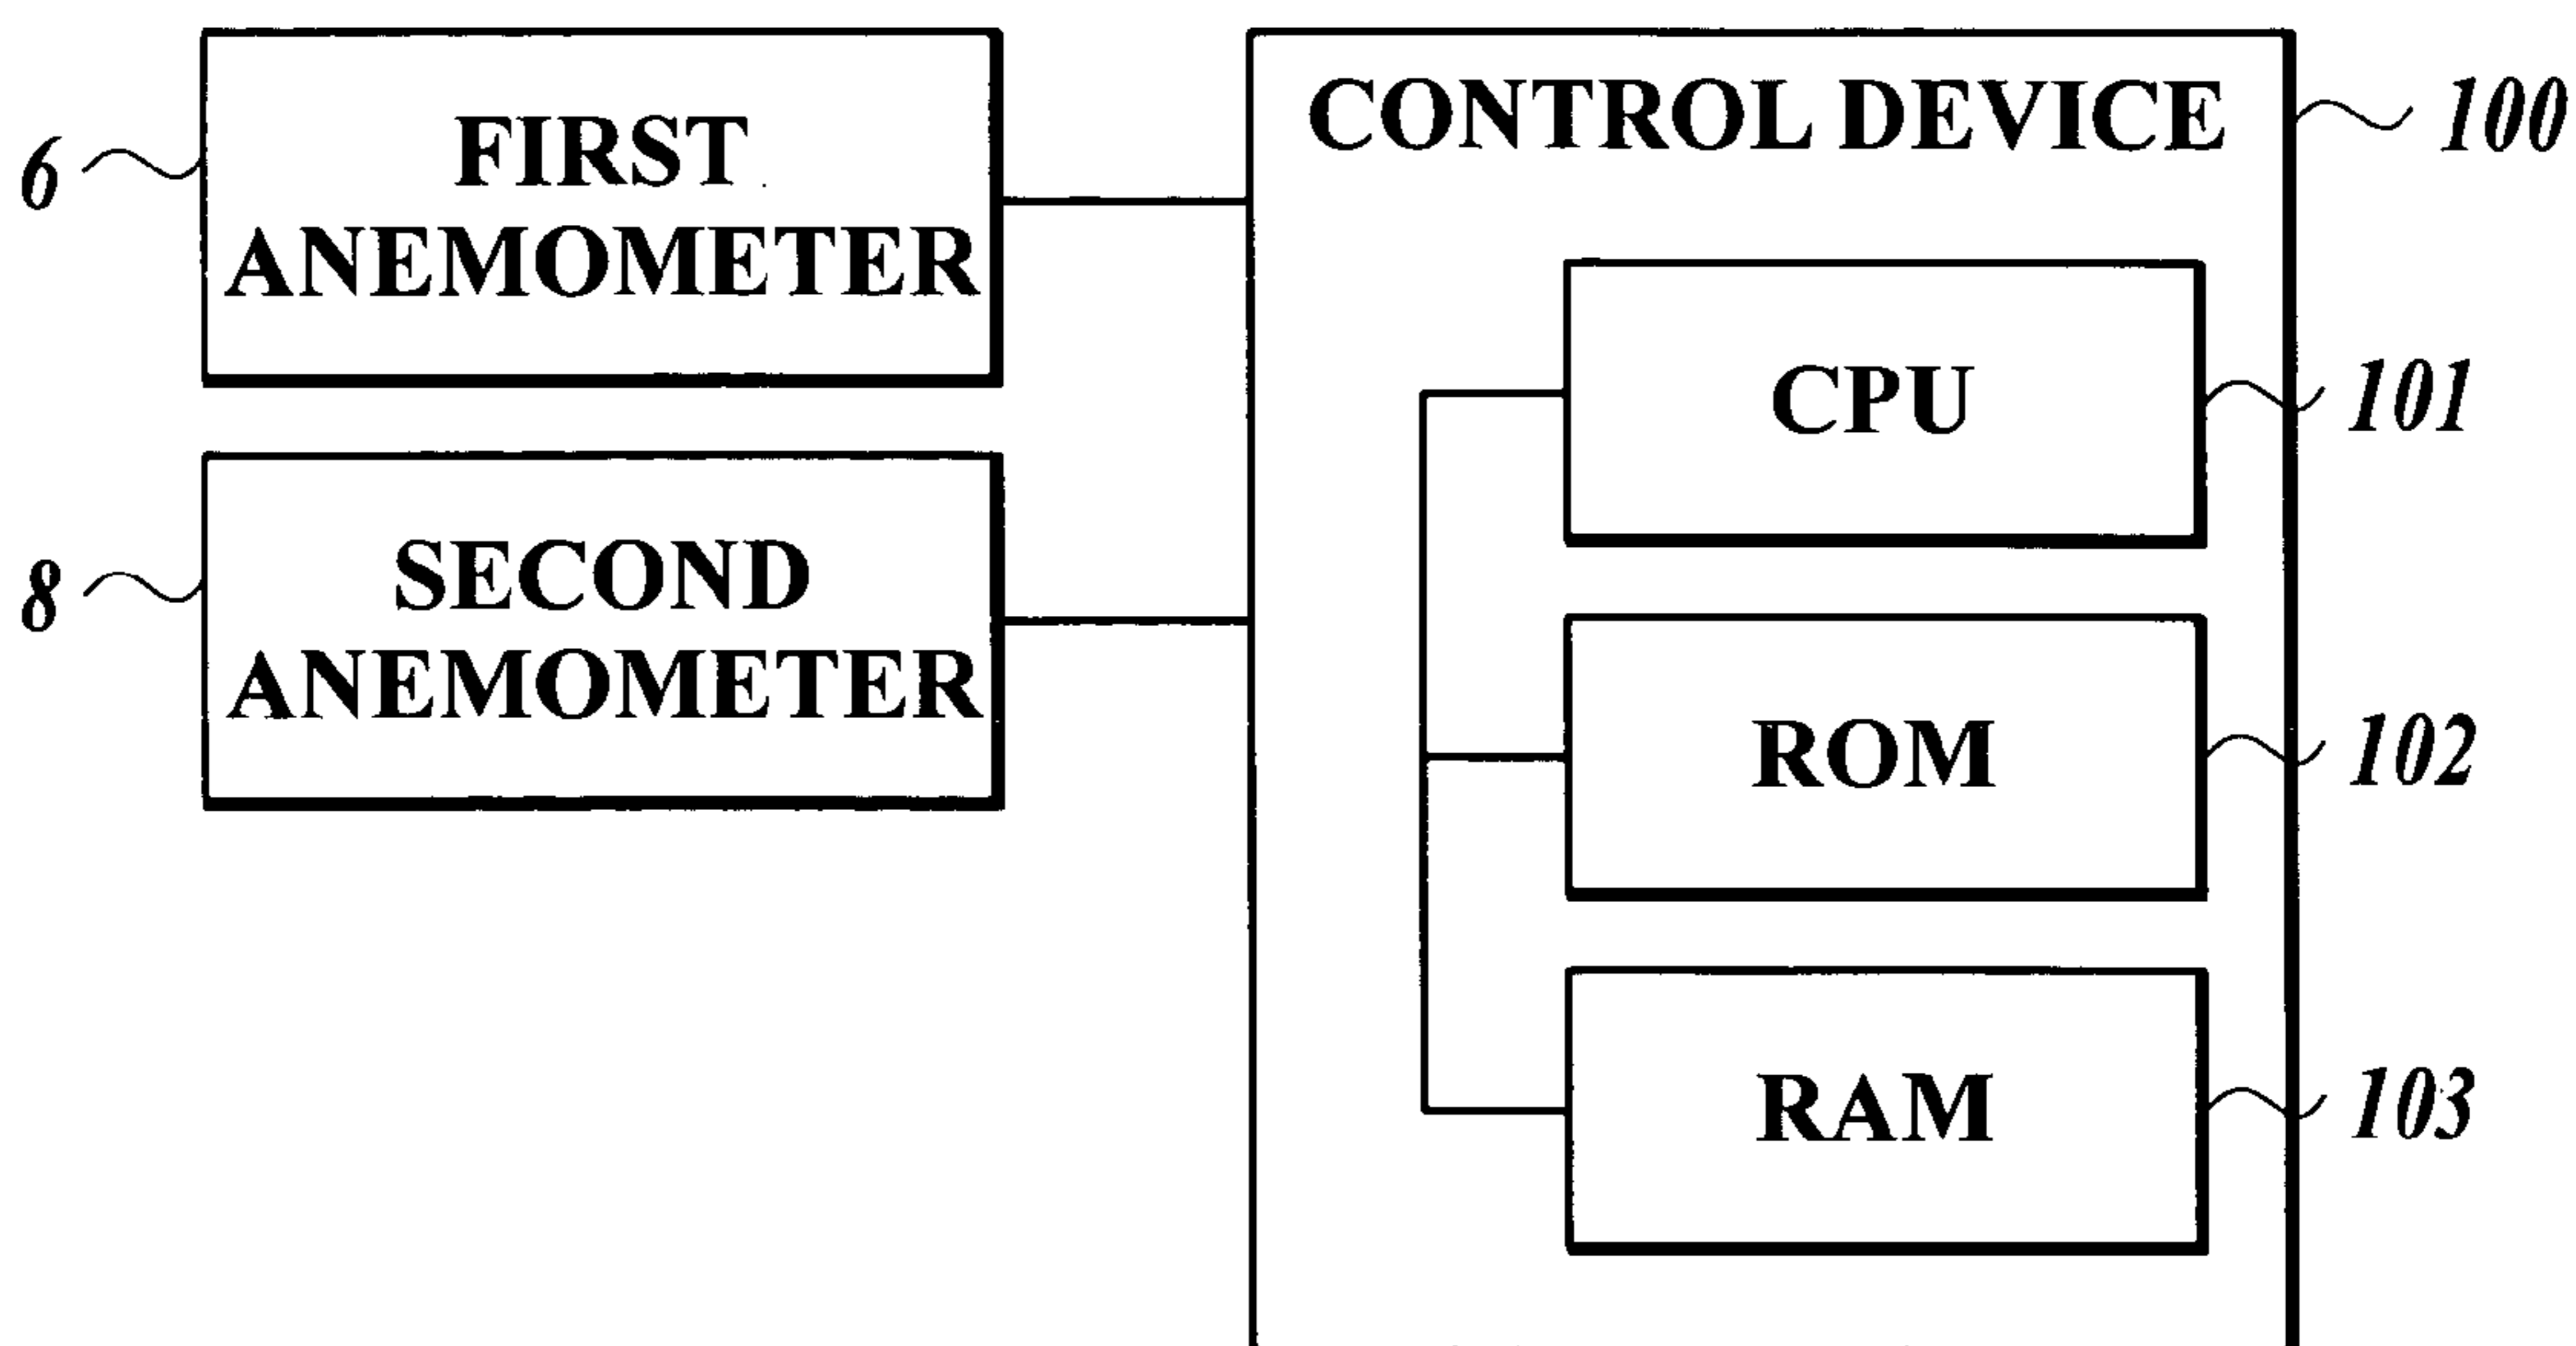 6
FIRST
ANEMOMETER
8
SECOND
ANEMOMETER
CONTROL DEVICE
100
CPU
101
ROM
102
RAM
103